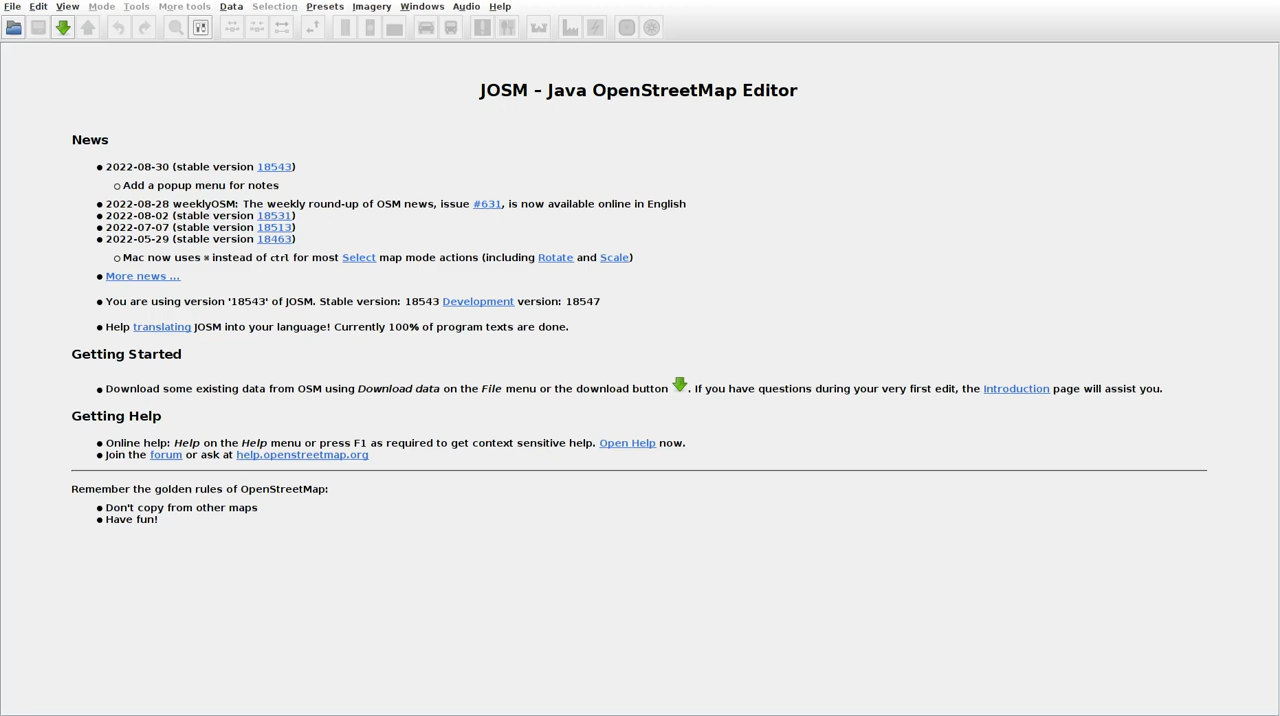 File Edit View Mode Tools More tools Data Selection Presets Imagery Windows Audio Help
JOSM – Java OpenStreetMap Editor
News
2022-08-30 (stable version 18543)
Add a popup menu for notes
2022-08-28 weeklyOSM: The weekly round-up of OSM news, issue #631, is now available online in English
2022-08-02 (stable version 18531)
2022-07-07 (stable version 18513)
2022-05-29 (stable version 18463)
Mac now uses ⌘ instead of ctrl for most Select map mode actions (including Rotate and Scale)
More news ...
You are using version '18543' of JOSM. Stable version: 18543 Development version: 18547
Help translating JOSM into your language! Currently 100% of program texts are done.
Getting Started
Download some existing data from OSM using Download data on the File menu or the download button . If you have questions during your very first edit, the Introduction page will assist you.
Getting Help
Online help: Help on the Help menu or press F1 as required to get context sensitive help. Open Help now.
Join the forum or ask at help.openstreetmap.org
Remember the golden rules of OpenStreetMap:
Don't copy from other maps
Have fun!